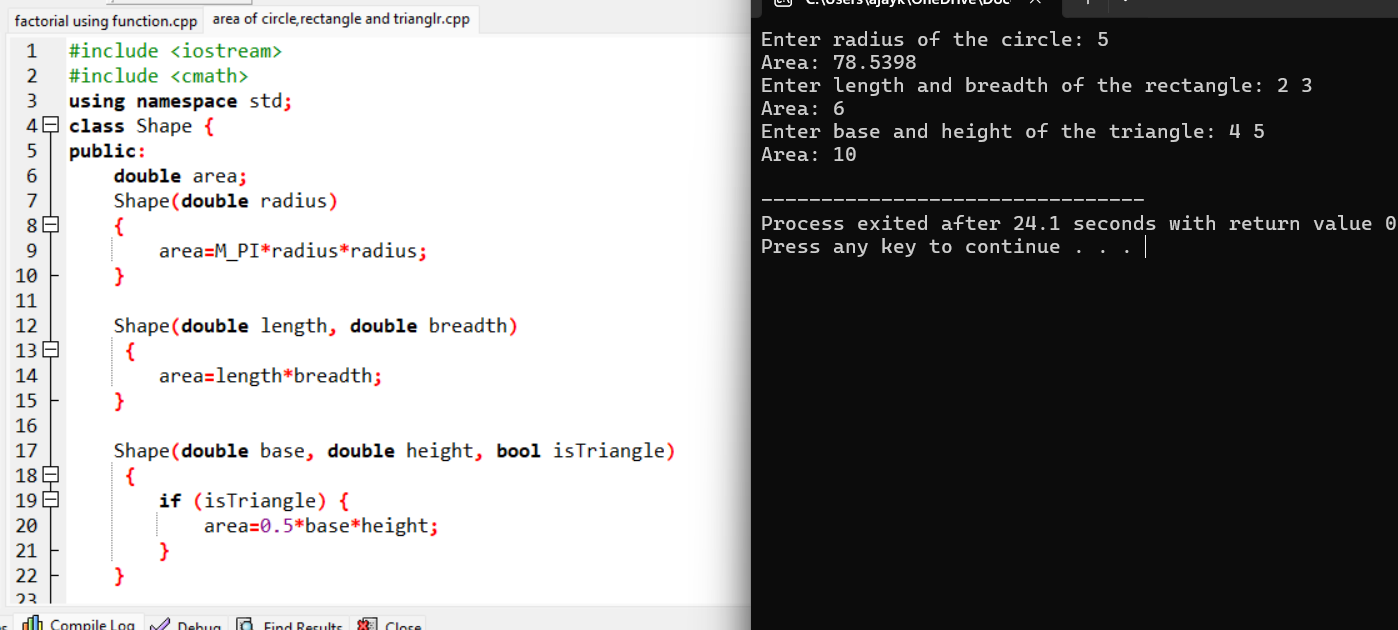 factorial using function.cpp
area of circle,rectangle and trianglr.cpp
1 #include <iostream>
2 #include <cmath>
3 using namespace std;
4 class Shape {
5 public:
6 double area;
7 Shape(double radius)
8 {
9 area=M_PI*radius*radius;
10 }
11
12 Shape(double length, double breadth)
13 {
14 area=length*breadth;
15 }
16
17 Shape(double base, double height, bool isTriangle)
18 {
19 if (isTriangle) {
20 area=0.5*base*height;
21 }
22 }
23
Compile Log Debug Find Results Close
C:\Users\ajayk\OneDrive\Doc
Enter radius of the circle: 5
Area: 78.5398
Enter length and breadth of the rectangle: 2 3
Area: 6
Enter base and height of the triangle: 4 5
Area: 10
--------------------------------
Process exited after 24.1 seconds with return value 0
Press any key to continue . . .